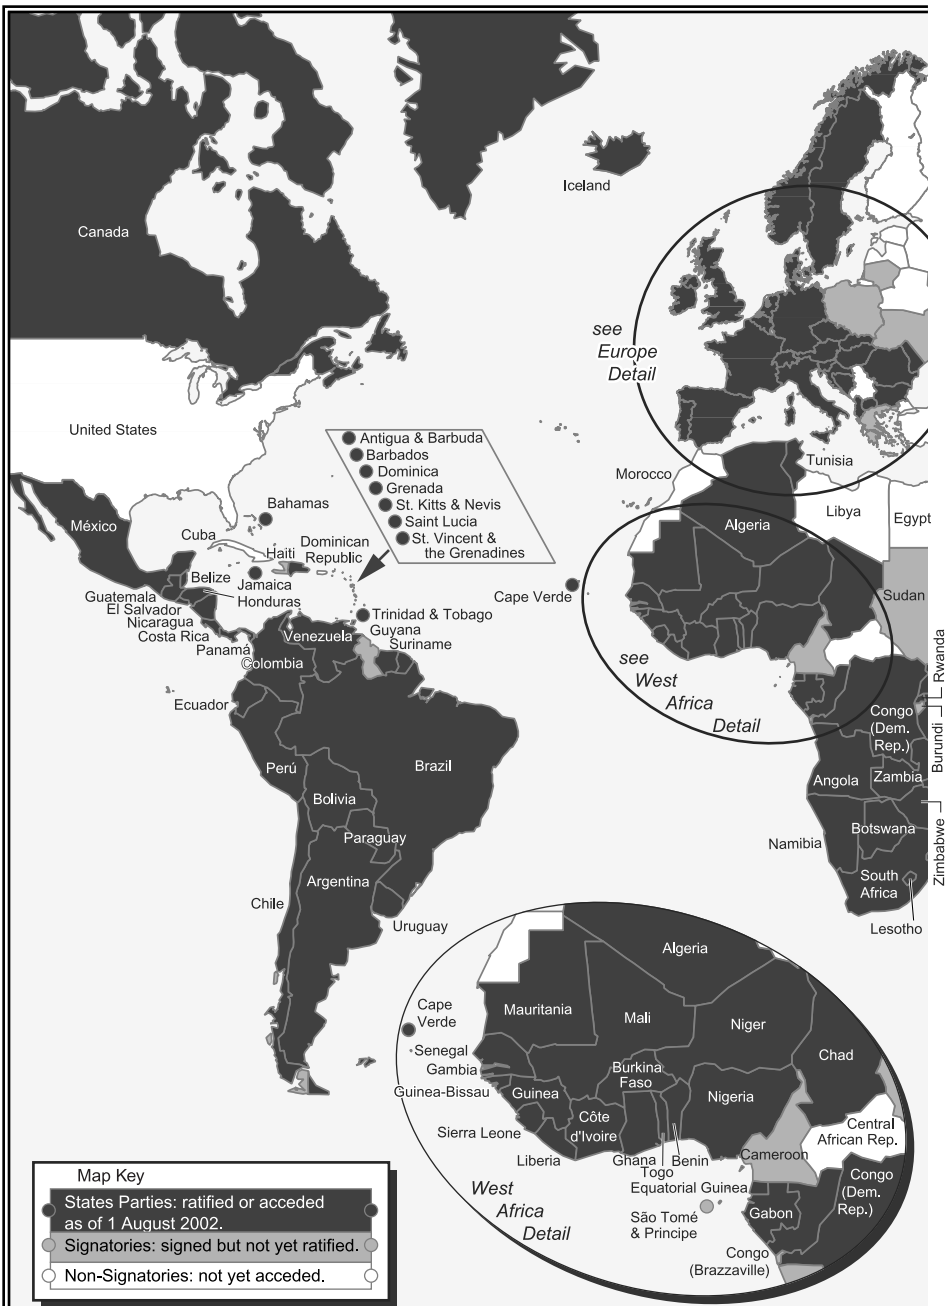 Iceland
Canada
see
Europe
Detail
United States
Antigua & Barbuda
Barbados
Dominica
Grenada
St. Kitts & Nevis
Saint Lucia
St. Vincent &
the Grenadines
Tunisia
Morocco
Algeria
Libya
Egypt
México
Bahamas
Cuba
Haiti
Dominican
Republic
Belize
Jamaica
Honduras
Guatemala
El Salvador
Nicaragua
Costa Rica
Panamá
Cape Verde
Trinidad & Tobago
Guyana
Suriname
Venezuela
Colombia
Sudan
see
West
Africa
Detail
Rwanda
Burundi
Zimbabwe
Ecuador
Congo
(Dem.
Rep.)
Perú
Brazil
Bolivia
Angola
Zambia
Paraguay
Namibia
Botswana
Argentina
South
Africa
Chile
Uruguay
Lesotho
Algeria
Cape
Verde
Mauritania
Mali
Niger
Chad
Senegal
Gambia
Guinea-Bissau
Guinea
Burkina
Faso
Nigeria
Côte
d'Ivoire
Sierra Leone
Liberia
Ghana
Togo
Benin
Cameroon
Central
African Rep.
Equatorial Guinea
São Tomé
& Principe
Gabon
Congo
(Dem.
Rep.)
Congo
(Brazzaville)
West
Africa
Detail
Map Key
States Parties: ratified or acceded
as of 1 August 2002.
Signatories: signed but not yet ratified.
Non-Signatories: not yet acceded.